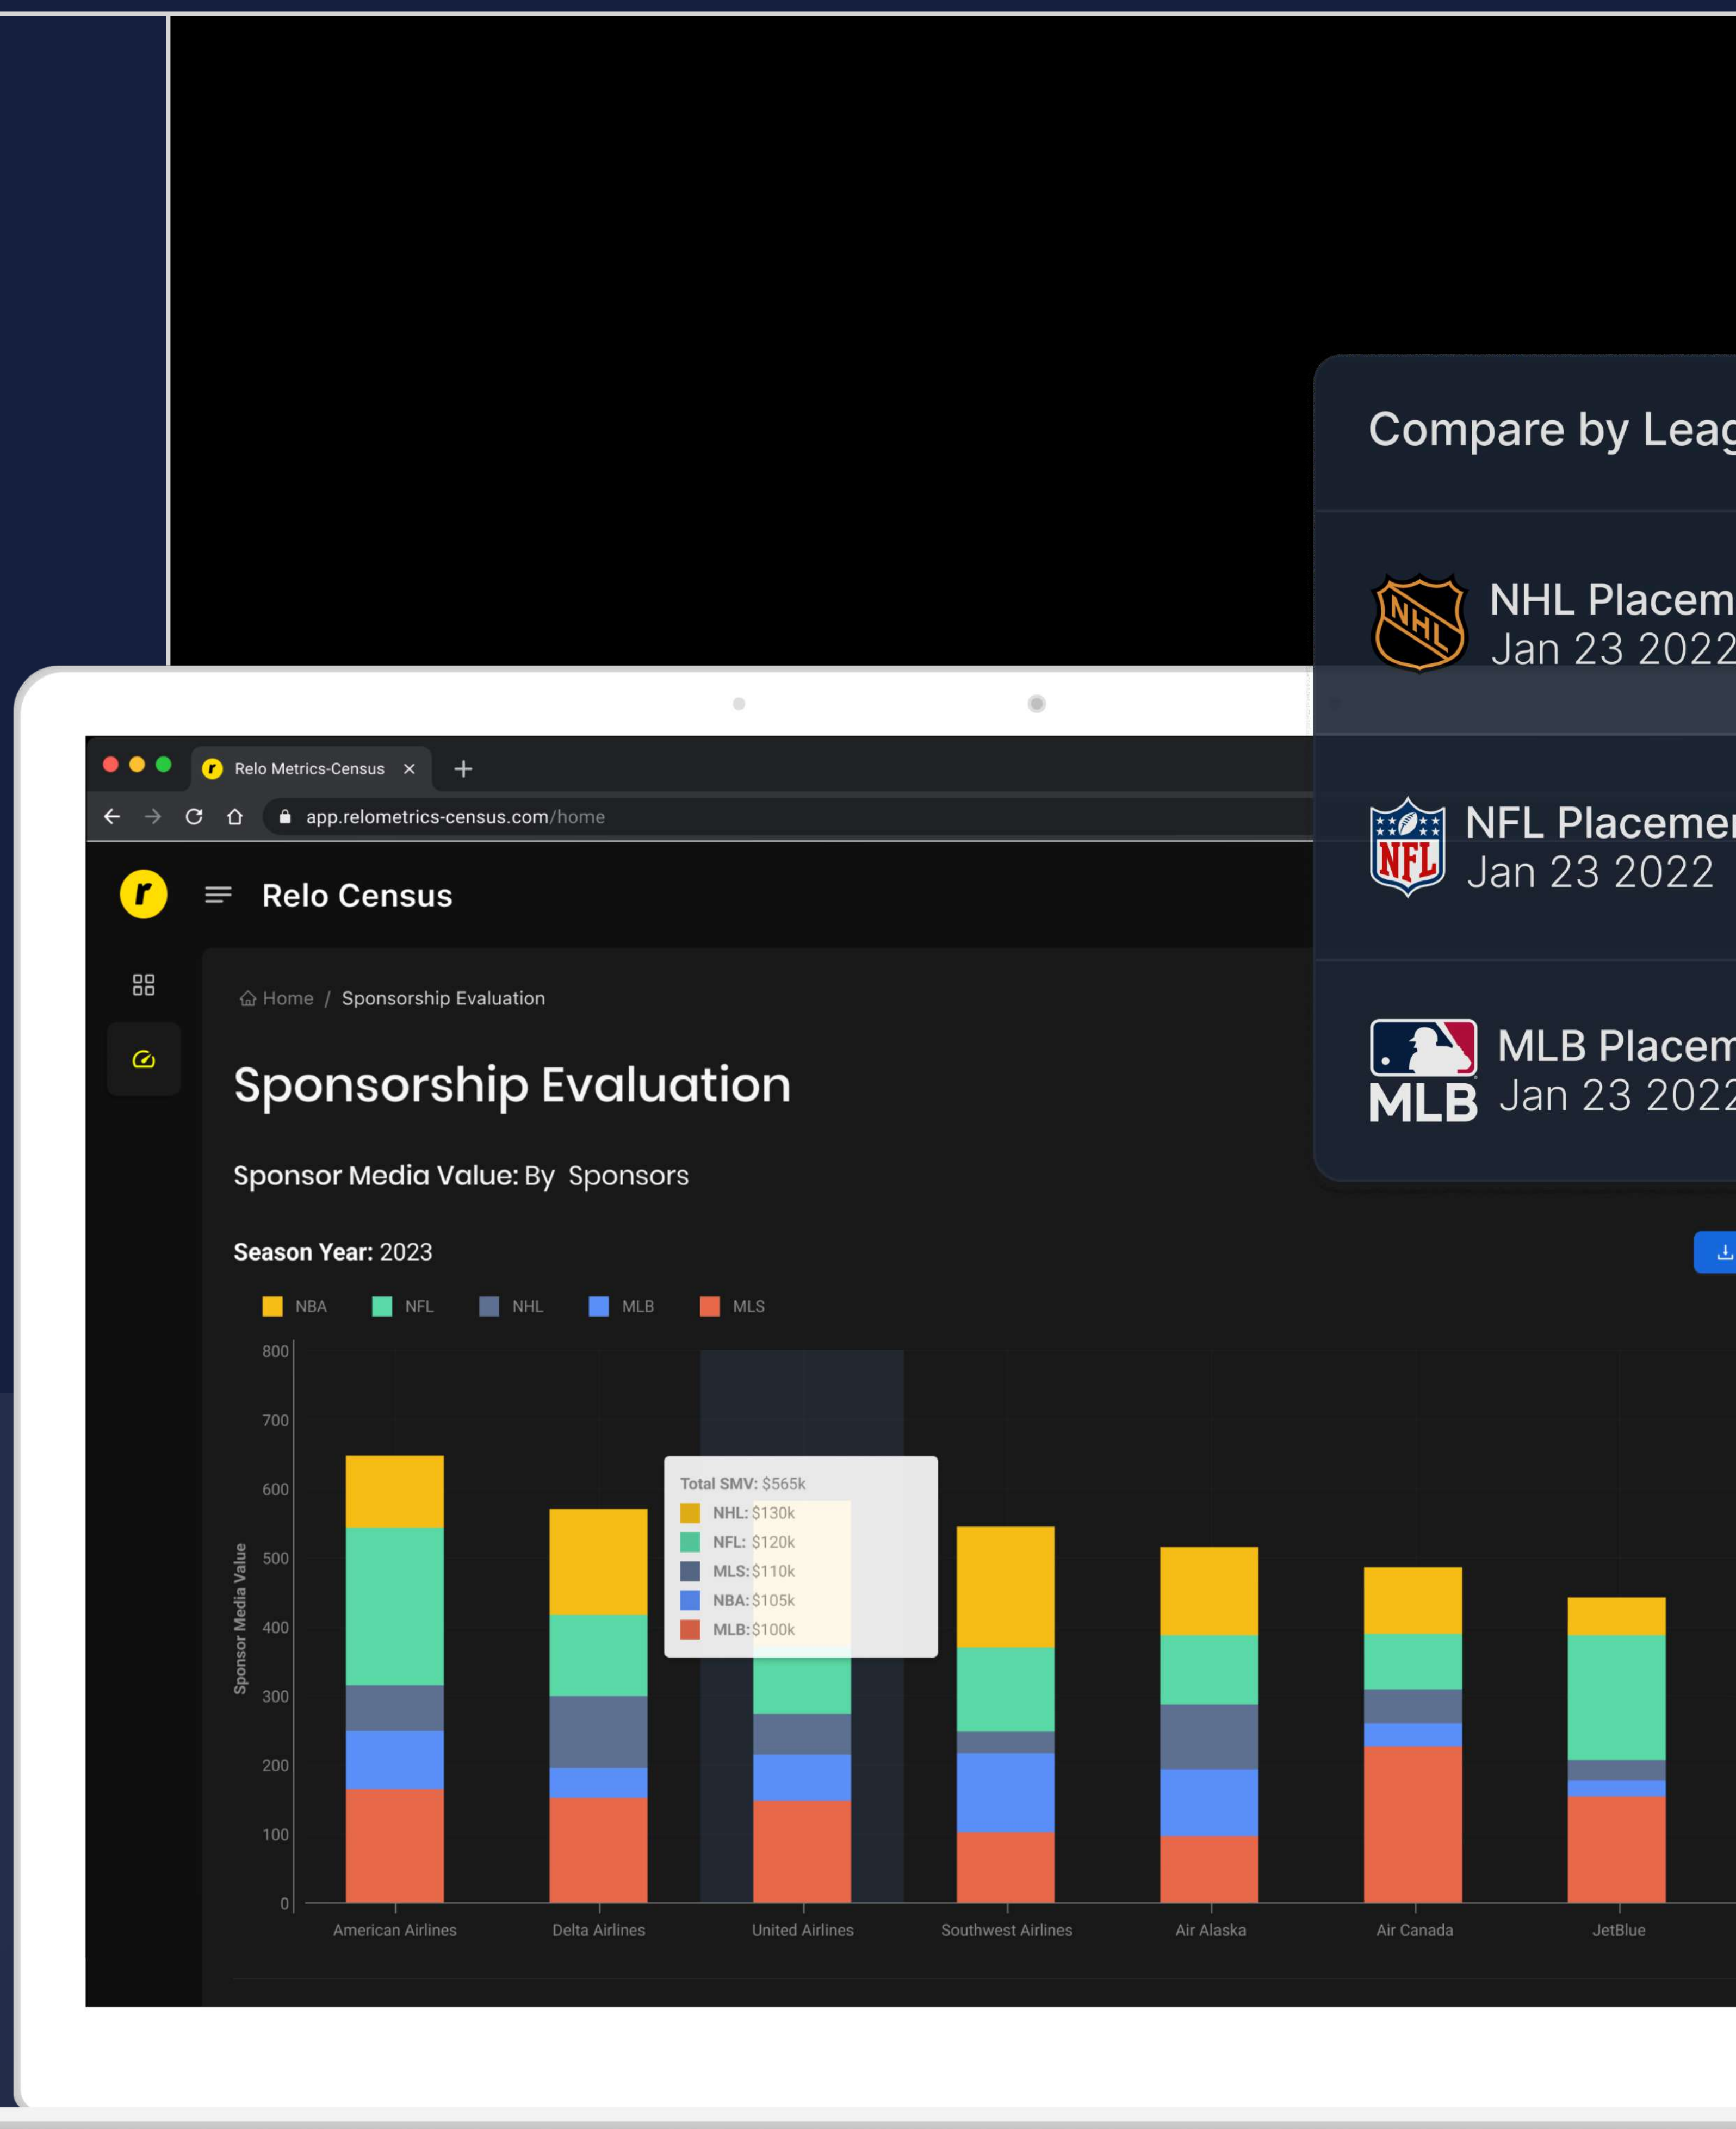 Compare by Leag
NHL
NHL Placem
Jan 23 2022
NFL
NFL Placemen
Jan 23 2022
MLB
MLB Placem
Jan 23 2022
r Relo Metrics-Census
app.relometrics-census.com/home
r Relo Census
Home / Sponsorship Evaluation
Sponsorship Evaluation
Sponsor Media Value: By Sponsors
Season Year: 2023
NBA NFL NHL MLB MLS
Sponsor Media Value
800
700
600
500
400
300
200
100
0
Total SMV: $565k
NHL: $130k
NFL: $120k
MLS: $110k
NBA: $105k
MLB: $100k
American Airlines Delta Airlines United Airlines Southwest Airlines Air Alaska Air Canada JetBlue